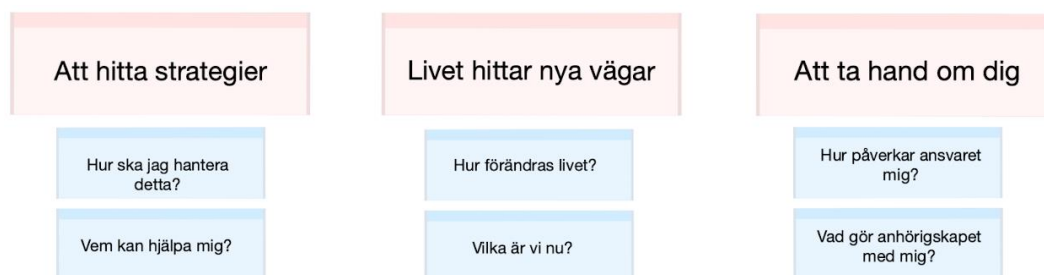 Att hitta strategier
Livet hittar nya vägar
Att ta hand om dig
Hur ska jag hantera
detta?
Hur förändras livet?
Hur påverkar ansvaret
mig?
Vem kan hjälpa mig?
Vilka är vi nu?
Vad gör anhörigskapet
med mig?